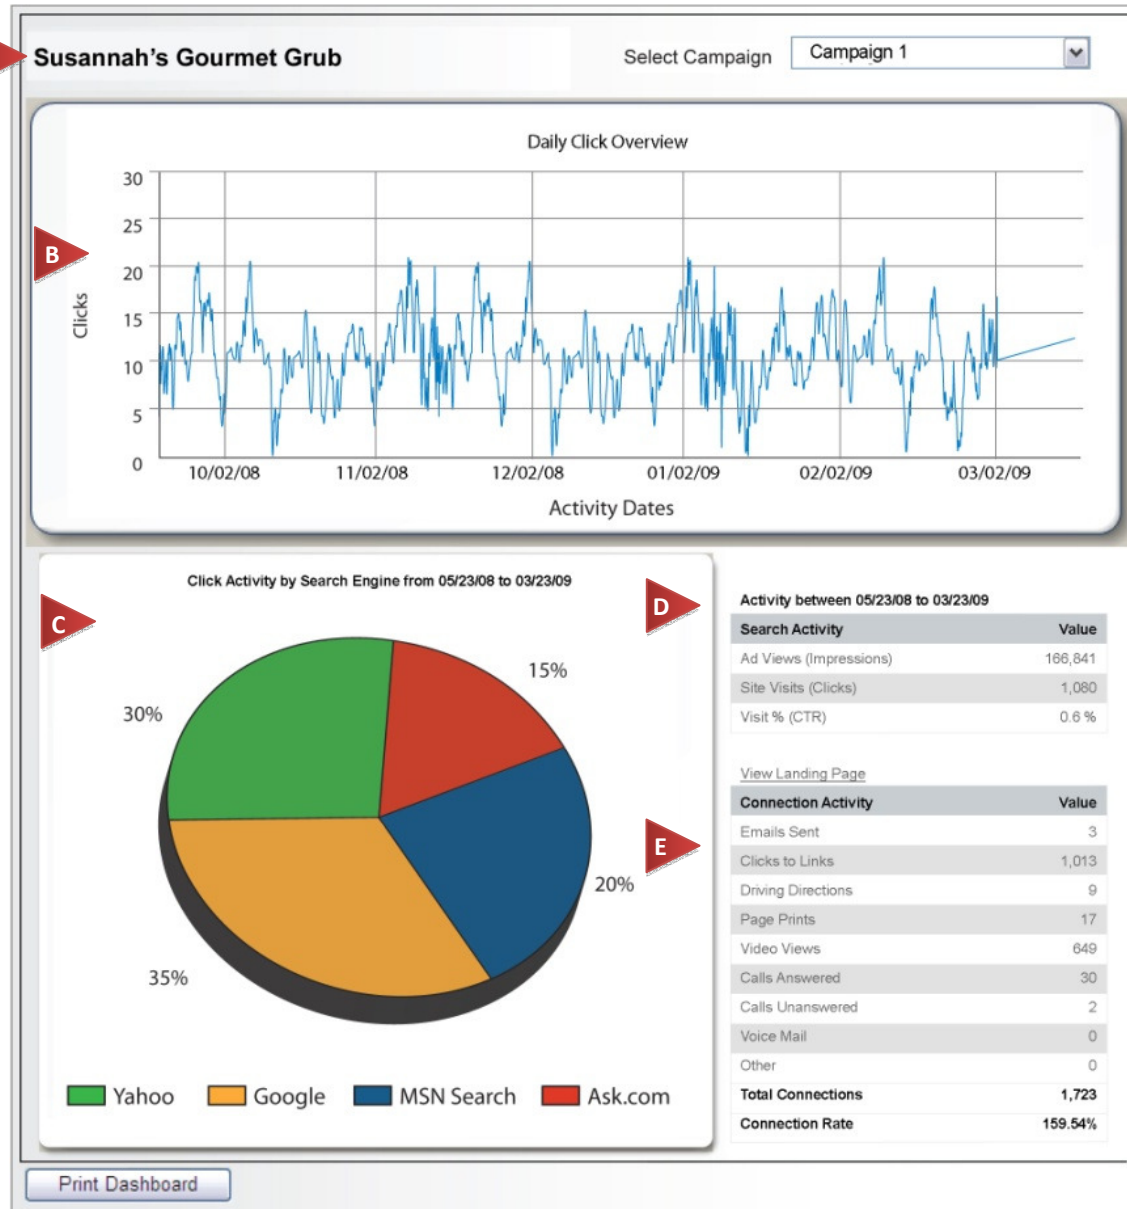 Susannah's Gourmet Grub
Select Campaign Campaign 1
Daily Click Overview
30
25
B
20
Clicks
15
10
5
0
10/02/08 11/02/08 12/02/08 01/02/09 02/02/09 03/02/09
Activity Dates
Click Activity by Search Engine from 05/23/08 to 03/23/09
C
15%
30%
20%
35%
Yahoo Google MSN Search Ask.com
D
Activity between 05/23/08 to 03/23/09
Search Activity Value
Ad Views (Impressions) 166,841
Site Visits (Clicks) 1,080
Visit % (CTR) 0.6 %
View Landing Page
Connection Activity Value
Emails Sent 3
E
Clicks to Links 1,013
Driving Directions 9
Page Prints 17
Video Views 649
Calls Answered 30
Calls Unanswered 2
Voice Mail 0
Other 0
Total Connections 1,723
Connection Rate 159.54%
Print Dashboard